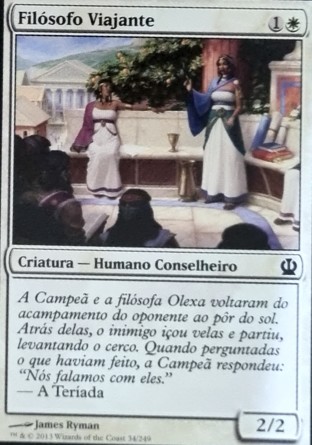 Filósofo Viajante
1
Criatura — Humano Conselheiro
A Campeã e a filósofa Olexa voltaram do
acampamento do oponente ao pôr do sol.
Atrás delas, o inimigo içou velas e partiu,
levantando o cerco. Quando perguntadas
o que haviam feito, a Campeã respondeu:
“Nós falamos com eles.”
— A Teríada
James Ryman
™ & © 2013 Wizards of the Coast 34/249
2/2